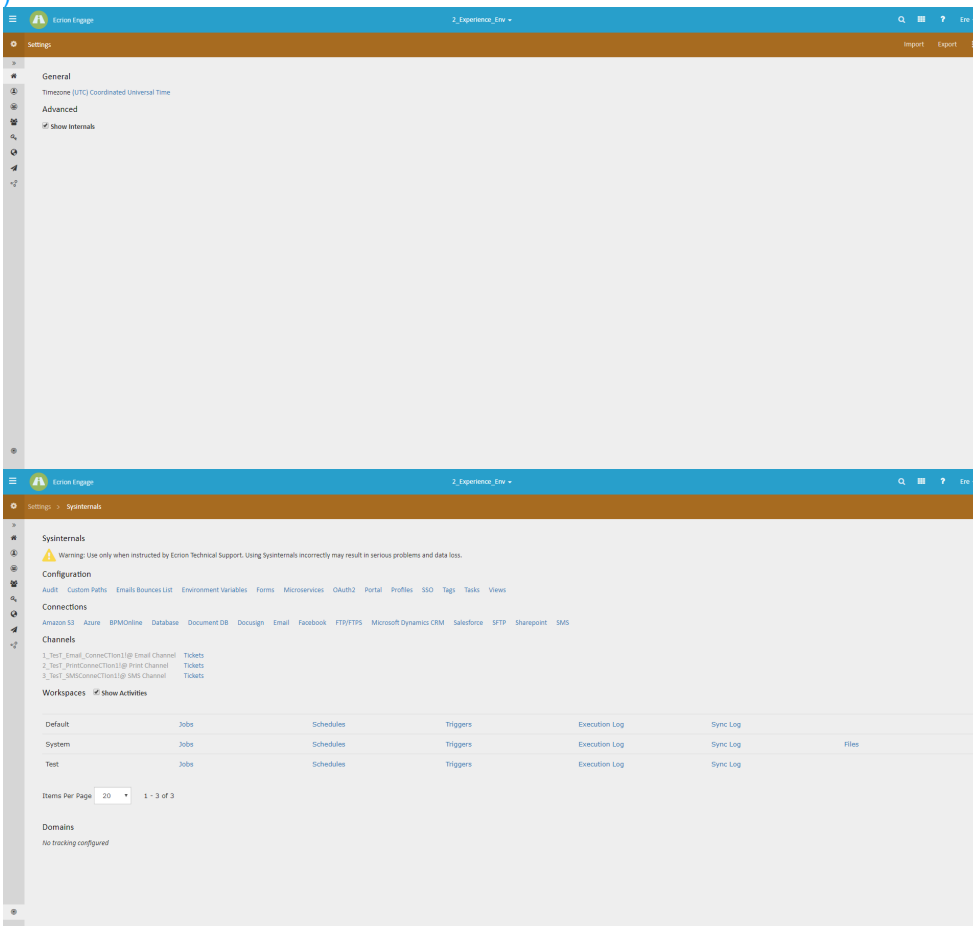 Ecrion Engage 2_Experience_Env ? Ere
Settings Import Export
General
Timezone (UTC) Coordinated Universal Time
Advanced
Show Internals
Ecrion Engage 2_Experience_Env ? Ere
Settings > Sysinternals
Sysinternals
Warning: Use only when instructed by Ecrion Technical Support. Using Sysinternals incorrectly may result in serious problems and data loss.
Configuration
Audit Custom Paths Emails Bounces List Environment Variables Forms Microservices OAuth2 Portal Profiles SSO Tags Tasks Views
Connections
Amazon S3 Azure BPMOnline Database Document DB Docusign Email Facebook FTP/FTPS Microsoft Dynamics CRM Salesforce SFTP Sharepoint SMS
Channels
1_TesT_Email_ConneCTIon1!@ Email Channel Tickets
2_TesT_PrintConneCTIon1!@ Print Channel Tickets
3_TesT_SMSConneCTIon1!@ SMS Channel Tickets
Workspaces Show Activities
Default Jobs Schedules Triggers Execution Log Sync Log
System Jobs Schedules Triggers Execution Log Sync Log Files
Test Jobs Schedules Triggers Execution Log Sync Log
Items Per Page 20 1 - 3 of 3
Domains
No tracking configured